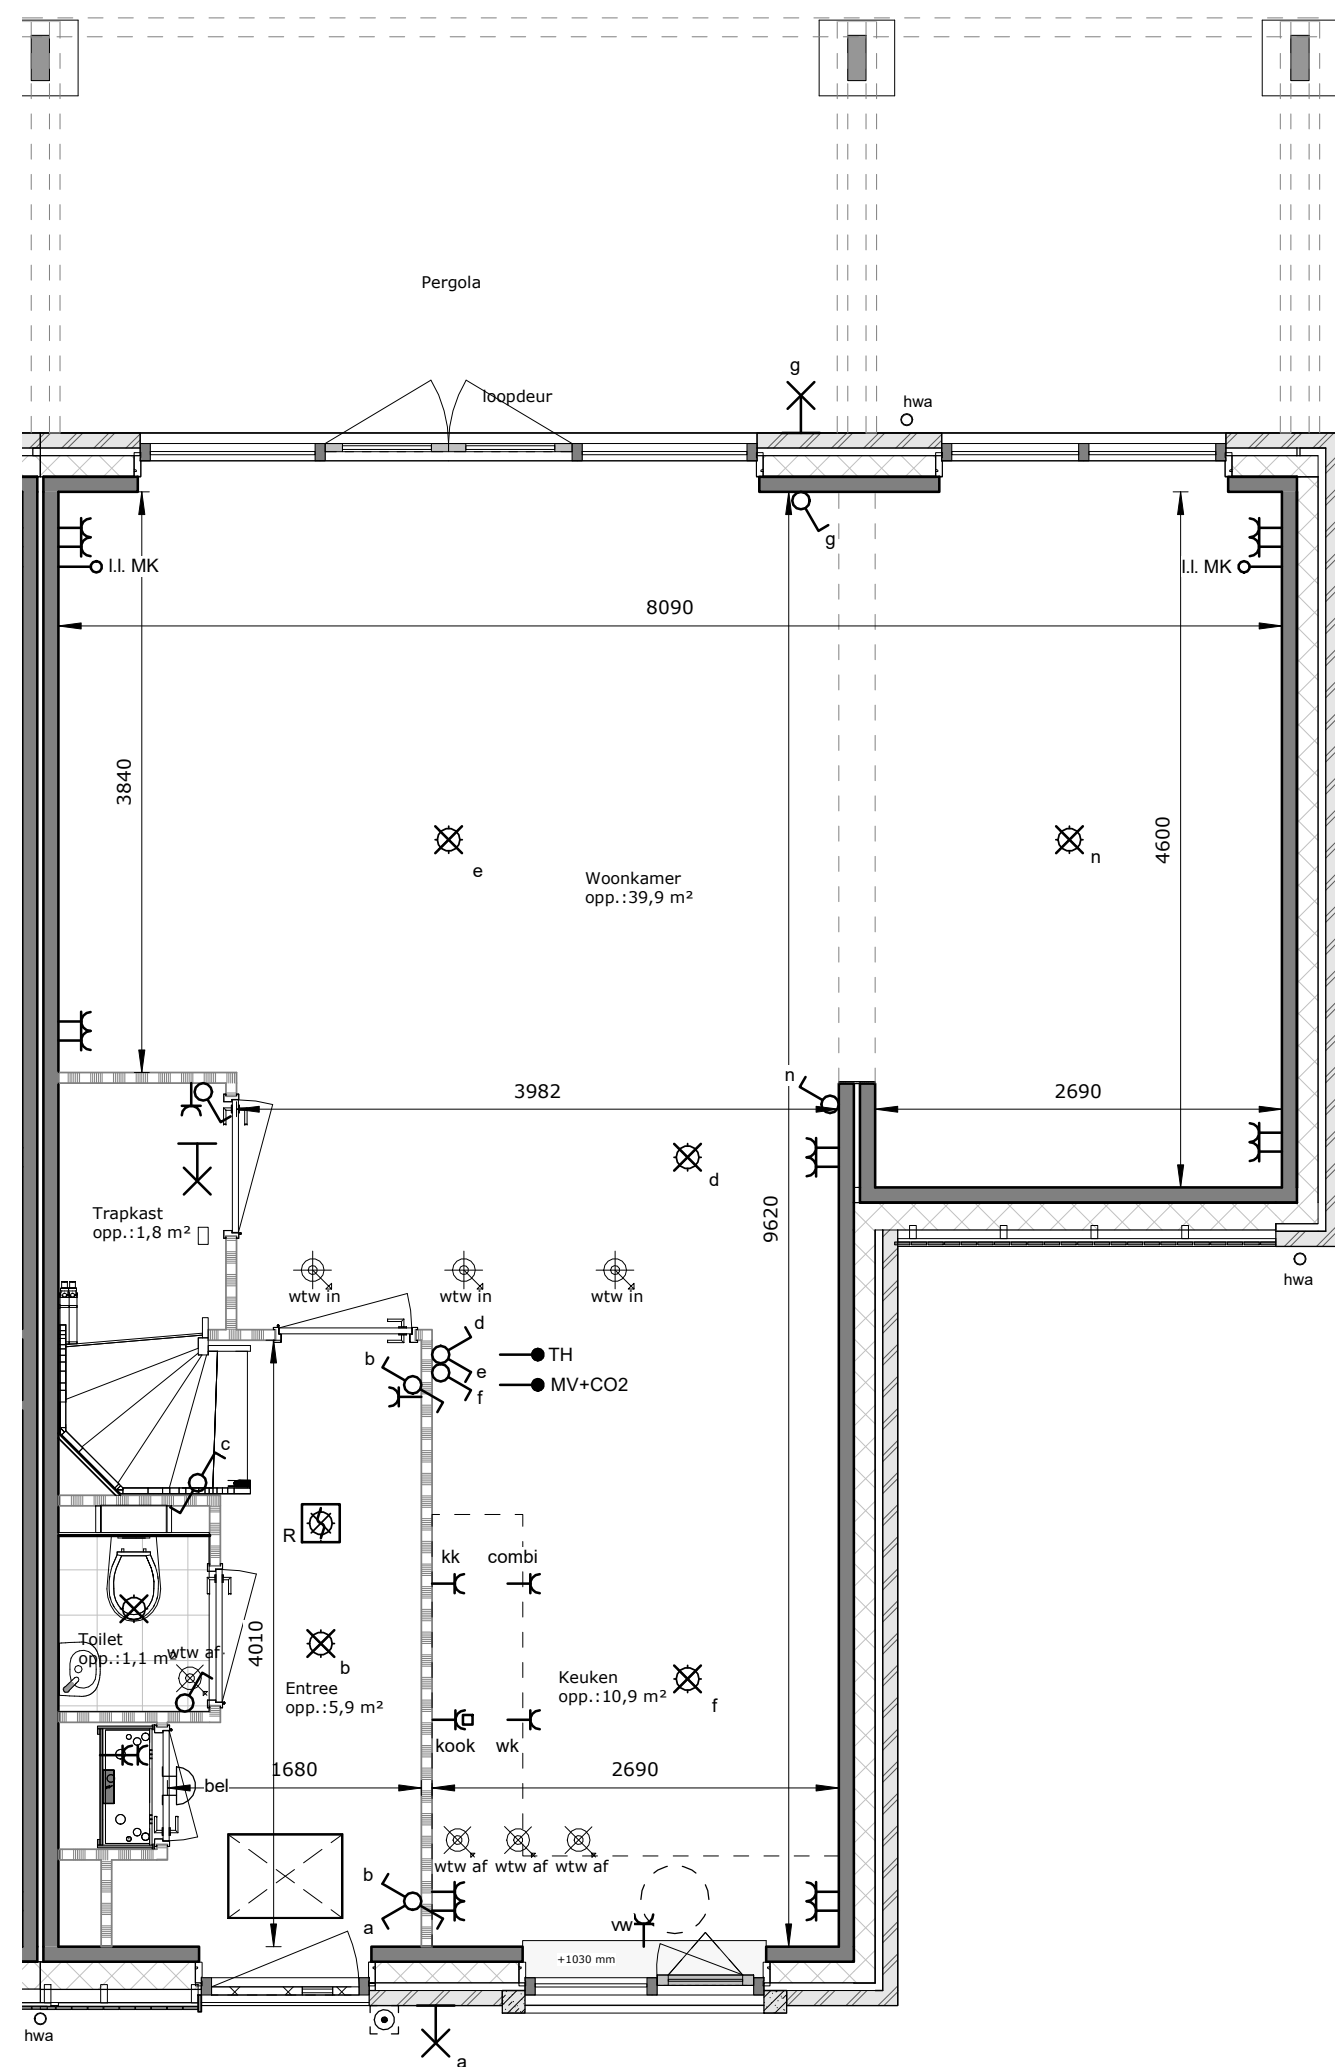 Pergola
loopdeur
g
hwa
g
l.l. MK
l.l. MK
8090
3840
4600
e
n
Woonkamer
opp.:39,9 m²
n
3982
2690
d
9620
Trapkast
opp.:1,8 m²
wtw in
wtw in
wtw in
hwa
d
b
e
f
TH
MV+CO2
c
R
kk
combi
4010
Toilet
opp.:1,1 m²
wtw af
b
Entree
opp.:5,9 m²
Keuken
opp.:10,9 m²
f
kook
wk
bel
1680
2690
wtw af
wtw af
wtw af
b
a
vw
+1030 mm
hwa
a